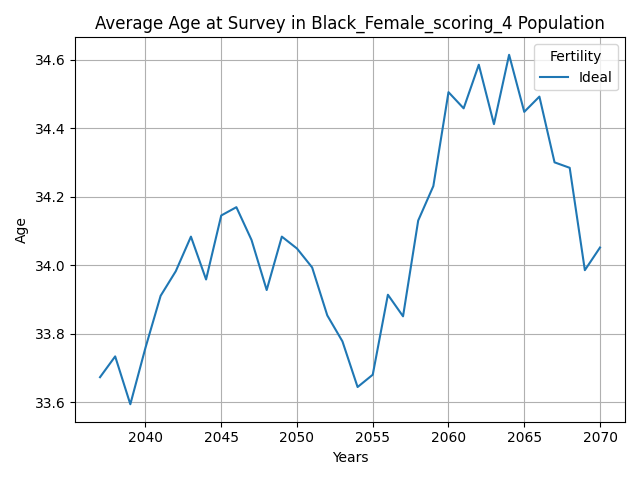 Average Age at Survey in Black_Female_scoring_4 Population
Fertility
Ideal
34.6
34.4
34.2
34.0
33.8
33.6
Age
2040 2045 2050 2055 2060 2065 2070
Years